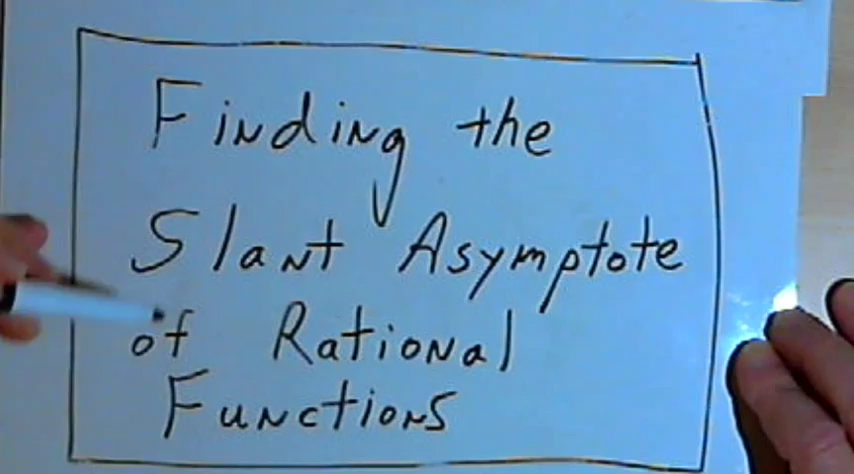 Finding the
Slant Asymptote
of Rational
Functions